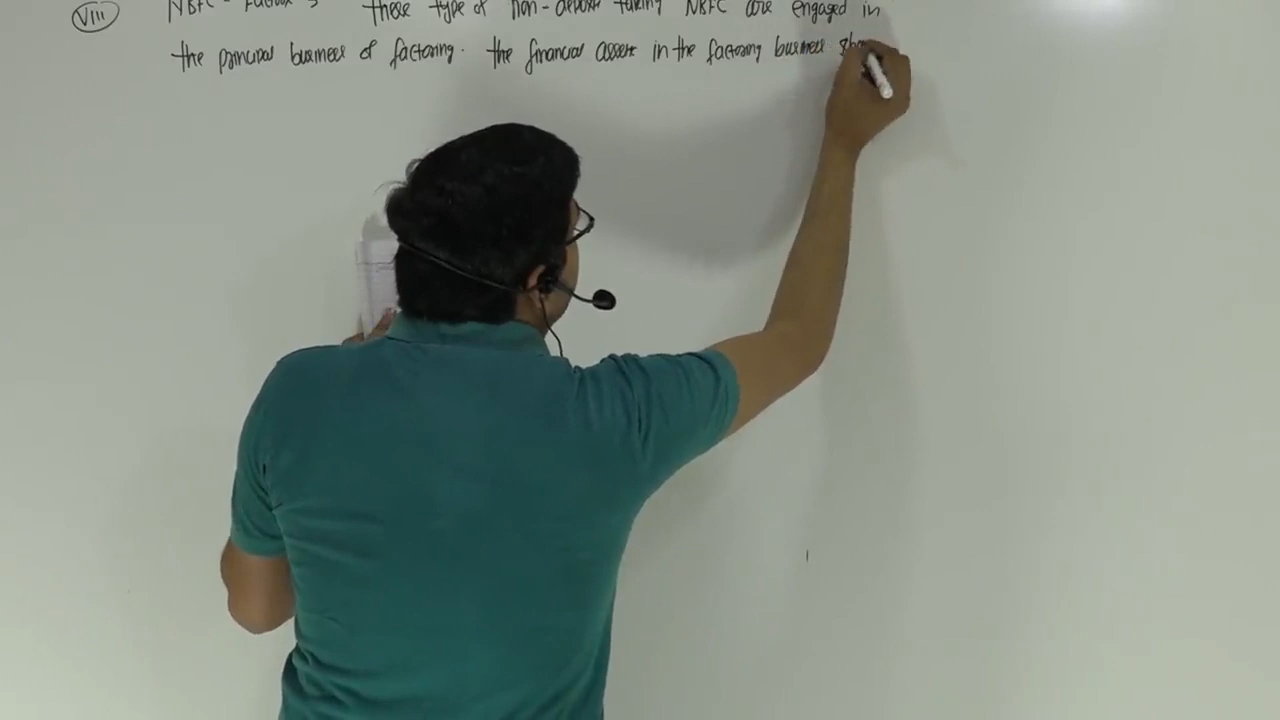 VIII NBFC - Factors These type of non-deposit taking NBFC are engaged in
the principal business of factoring. the financial assets in the factoring business